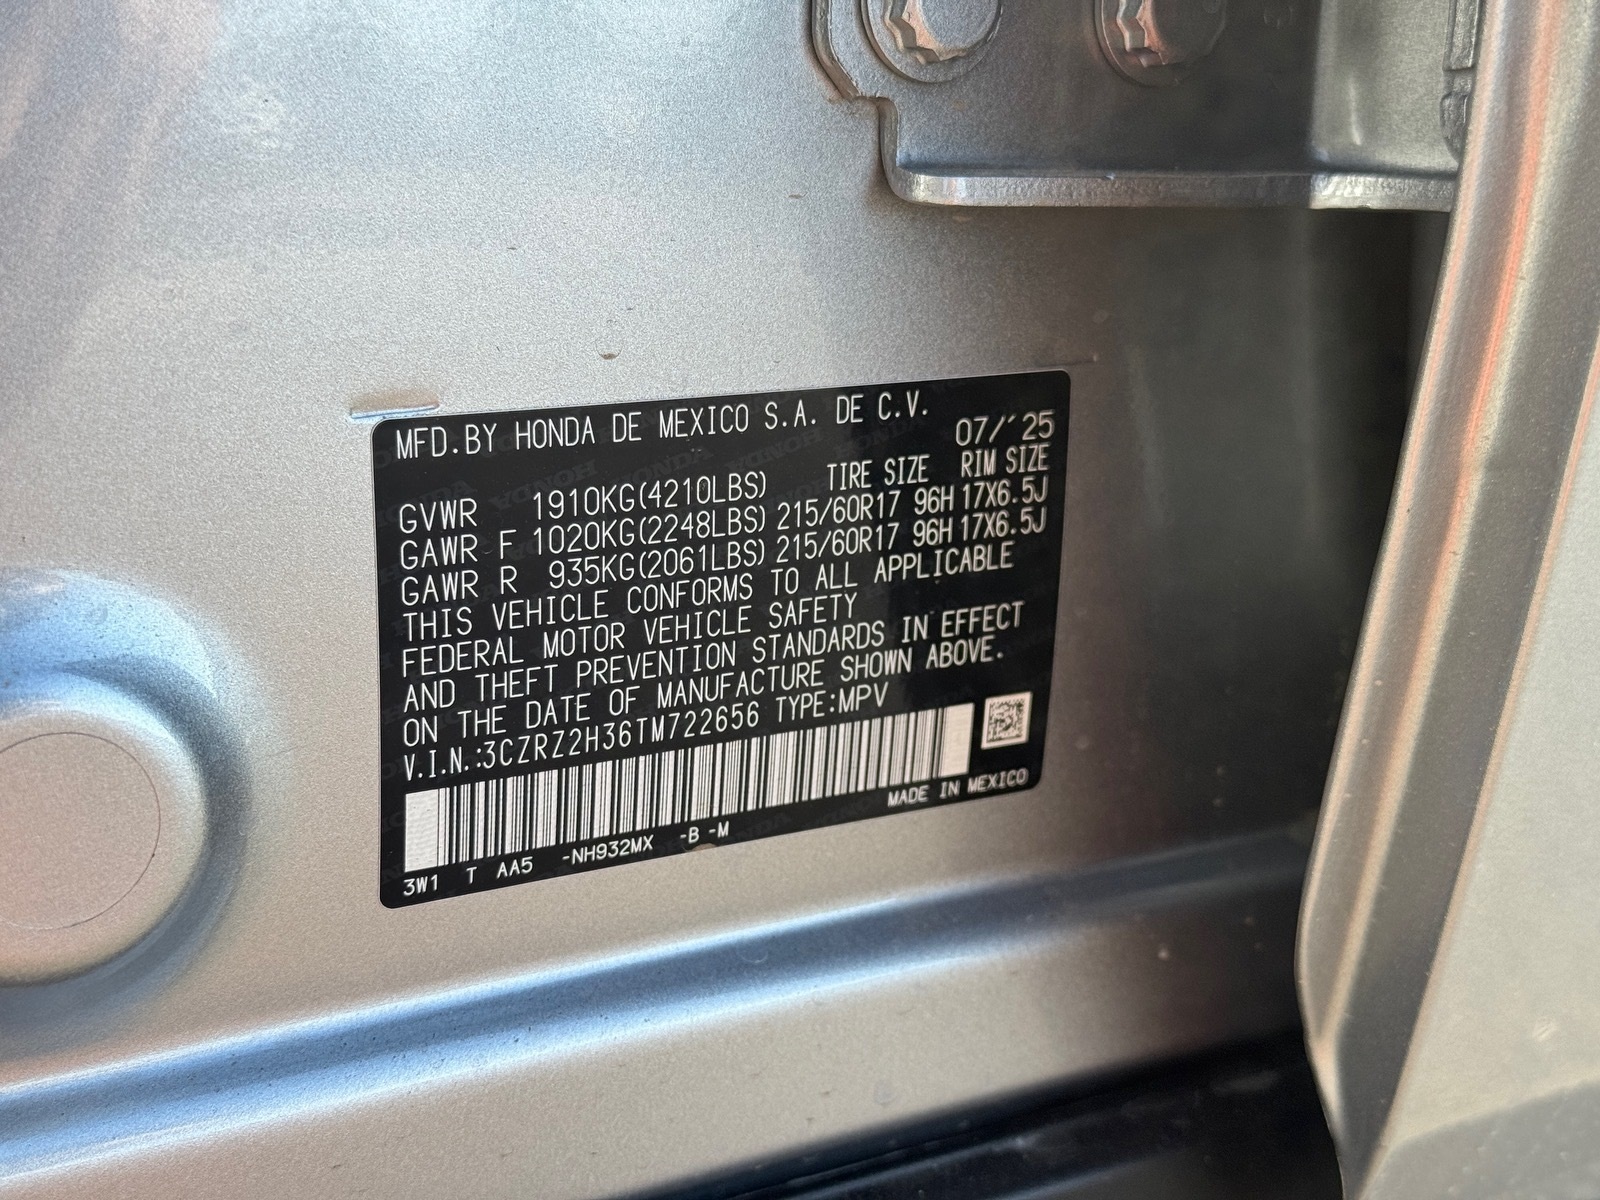 MFD.BY HONDA DE MEXICO S.A. DE C.V.
07/'25
TIRE SIZE RIM SIZE
GVWR 1910KG(4210LBS)
GAWR F 1020KG(2248LBS) 215/60R17 96H 17X6.5J
GAWR R 935KG(2061LBS) 215/60R17 96H 17X6.5J
THIS VEHICLE CONFORMS TO ALL APPLICABLE
FEDERAL MOTOR VEHICLE SAFETY
AND THEFT PREVENTION STANDARDS IN EFFECT
ON THE DATE OF MANUFACTURE SHOWN ABOVE.
V.I.N.:3CZRZ2H36TM722656 TYPE:MPV
MADE IN MEXICO
3W1 T AA5 -NH932MX -B -M